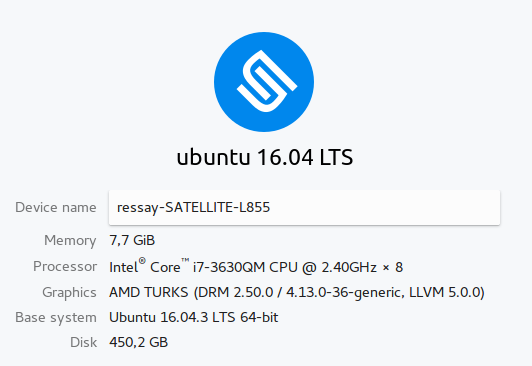 ubuntu 16.04 LTS
Device name ressay-SATELLITE-L855
Memory 7,7 GiB
Processor Intel® Core™ i7-3630QM CPU @ 2.40GHz × 8
Graphics AMD TURKS (DRM 2.50.0 / 4.13.0-36-generic, LLVM 5.0.0)
Base system Ubuntu 16.04.3 LTS 64-bit
Disk 450,2 GB